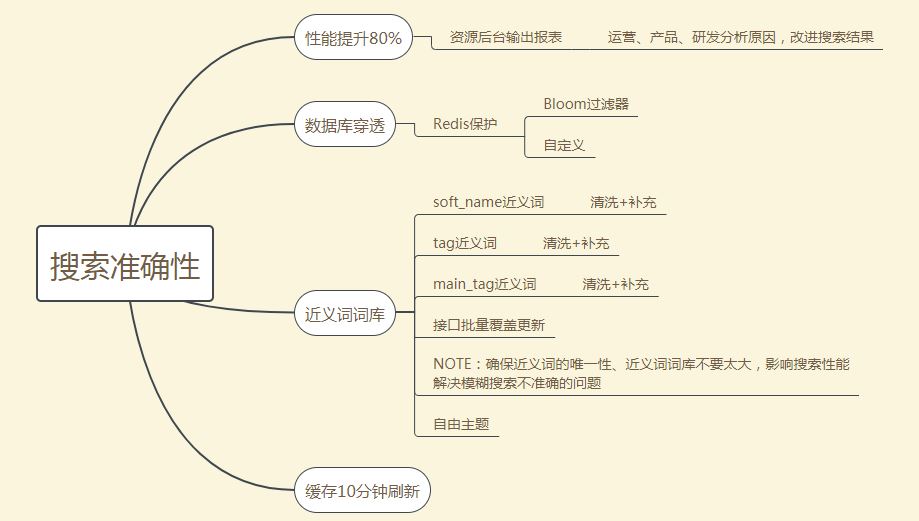 性能提升80%
资源后台输出报表
运营、产品、研发分析原因，改进搜索结果
数据库穿透
Redis保护
Bloom过滤器
自定义
搜索准确性
近义词词库
soft_name近义词
清洗+补充
tag近义词
清洗+补充
main_tag近义词
清洗+补充
接口批量覆盖更新
NOTE：确保近义词的唯一性、近义词词库不要太大，影响搜索性能
解决模糊搜索不准确的问题
自由主题
缓存10分钟刷新